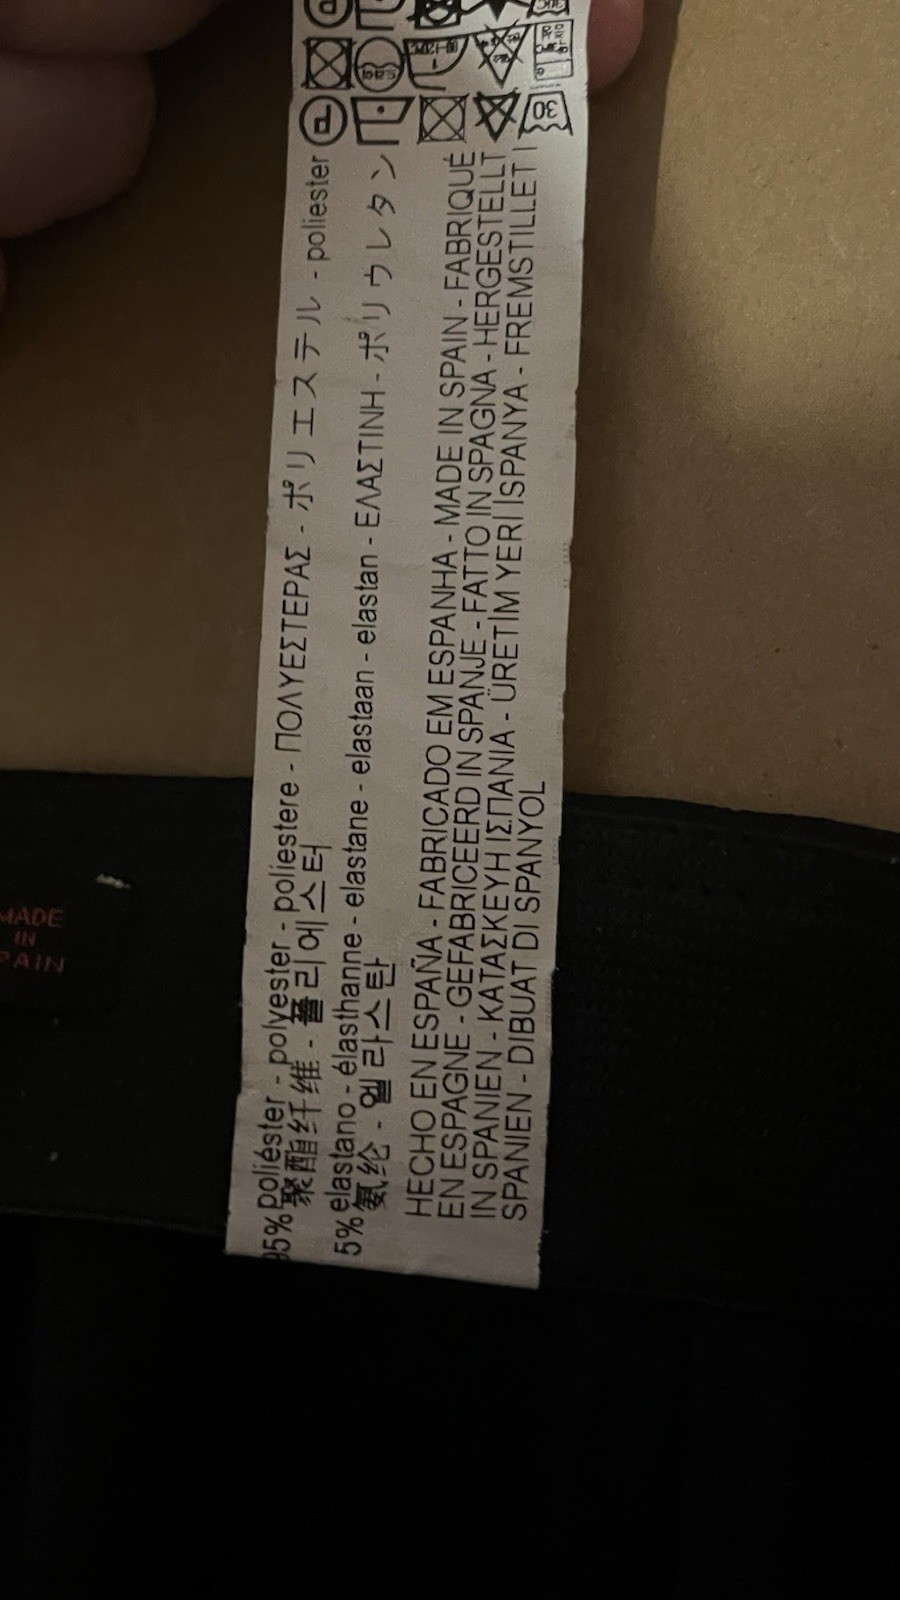 95% poliéster - polyester - poliestere - ΠΟΛΥΕΣΤΕΡΑΣ - ポリエステル - poliester
聚酯纤维 - 폴리에스터
5% elastano - élasthanne - elastane - elastaan - elastan - ΕΛΑΣΤΙΝΗ - ポリウレタン
氨纶 - 엘라스탄
HECHO EN ESPAÑA - FABRICADO EM ESPANHA - MADE IN SPAIN - FABRIQUÉ
EN ESPAGNE - GEFABRICEERD IN SPANJE - FATTO IN SPAGNA - HERGESTELLT
IN SPANIEN - ΚΑΤΑΣΚΕΥΗ ΙΣΠΑΝΙΑ - ÜRETİM YERİ İSPANYA - FREMSTILLET I
SPANIEN - DIBUAT DI SPANYOL
30
MADE
IN